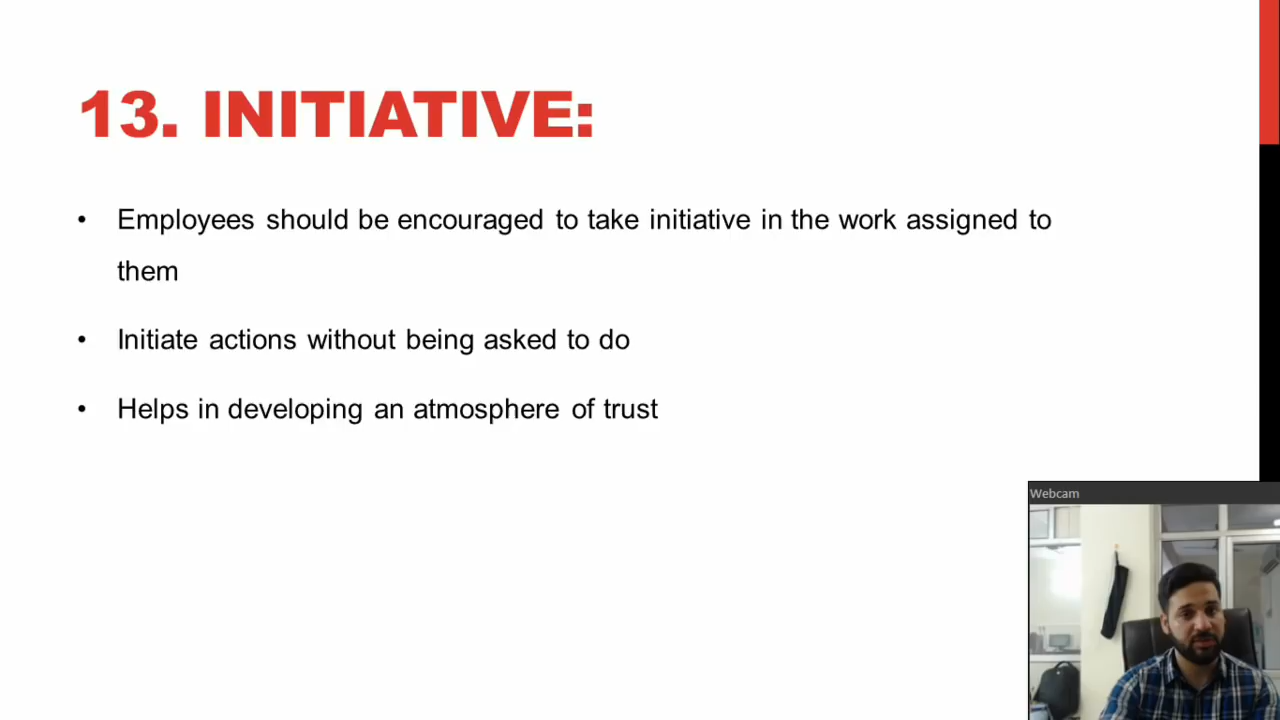 13. INITIATIVE:
• Employees should be encouraged to take initiative in the work assigned to
them
• Initiate actions without being asked to do
• Helps in developing an atmosphere of trust
Webcam